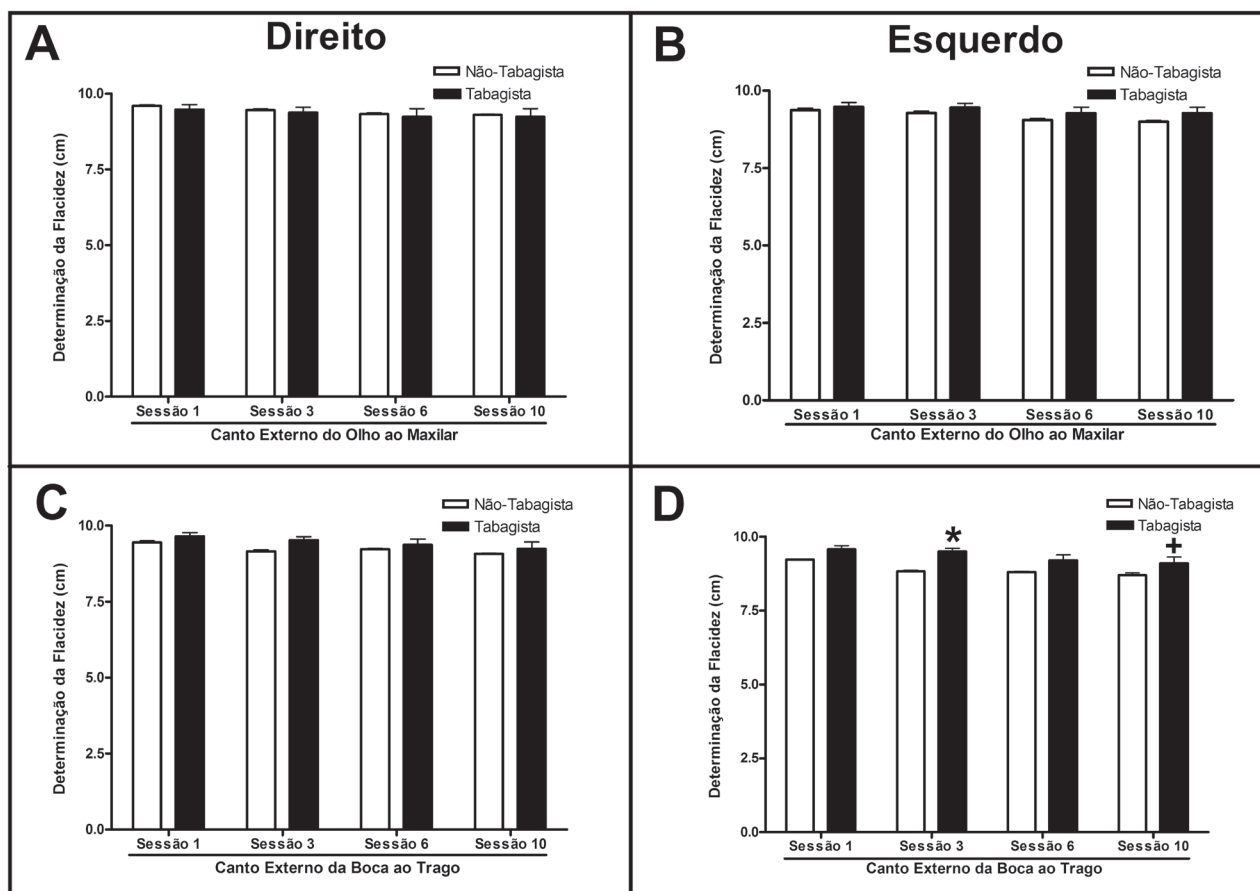 A
Direito
Não-Tabagista
Tabagista
Determinação da Flacidez (cm)
10.0
7.5
5.0
2.5
0.0
Sessão 1 Sessão 3 Sessão 6 Sessão 10
Canto Externo do Olho ao Maxilar
B
Esquerdo
Não-Tabagista
Tabagista
Determinação da Flacidez (cm)
10.0
7.5
5.0
2.5
0.0
Sessão 1 Sessão 3 Sessão 6 Sessão 10
Canto Externo do Olho ao Maxilar
C
Não-Tabagista
Tabagista
Determinação da Flacidez (cm)
10.0
7.5
5.0
2.5
0.0
Sessão 1 Sessão 3 Sessão 6 Sessão 10
Canto Externo da Boca ao Trago
D
Não-Tabagista
Tabagista
Determinação da Flacidez (cm)
10.0
7.5
5.0
2.5
0.0
* +
Sessão 1 Sessão 3 Sessão 6 Sessão 10
Canto Externo da Boca ao Trago